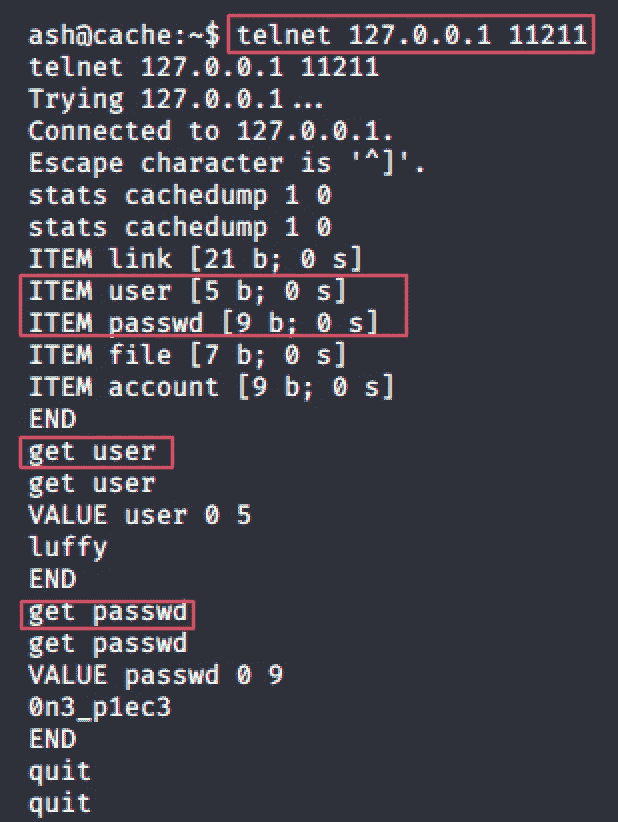 ash@cache:~$ telnet 127.0.0.1 11211
telnet 127.0.0.1 11211
Trying 127.0.0.1...
Connected to 127.0.0.1.
Escape character is '^]'.
stats cachedump 1 0
stats cachedump 1 0
ITEM link [21 b; 0 s]
ITEM user [5 b; 0 s]
ITEM passwd [9 b; 0 s]
ITEM file [7 b; 0 s]
ITEM account [9 b; 0 s]
END
get user
get user
VALUE user 0 5
luffy
END
get passwd
get passwd
VALUE passwd 0 9
0n3_p1ec3
END
quit
quit